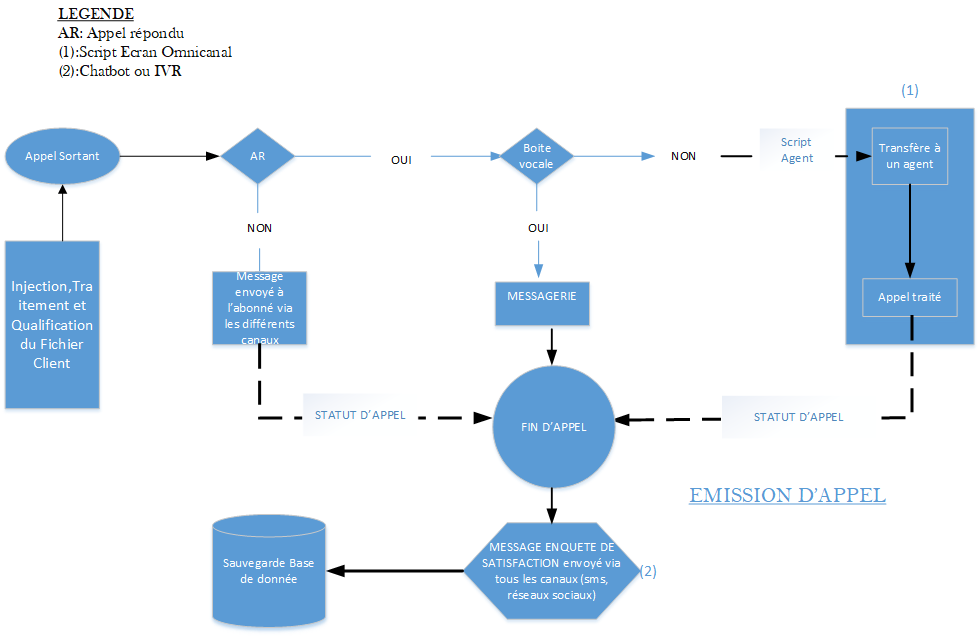 LEGENDE
AR: Appel répondu
(1):Script Ecran Omnicanal
(2):Chatbot ou IVR
(1)
Appel Sortant
AR
OUI
Boite
vocale
NON
Script
Agent
Transfère à
un agent
NON
OUI
Injection,Tra
itement et
Qualification
du Fichier
Client
Message
envoyé à
l’abonné via
les différents
canaux
MESSAGERIE
Appel traité
STATUT D’APPEL
FIN D’APPEL
STATUT D’APPEL
EMISSION D’APPEL
Sauvegarde Base
de donnée
MESSAGE ENQUETE DE
SATISFACTION envoyé via
tous les canaux (sms,
réseaux sociaux)
(2)